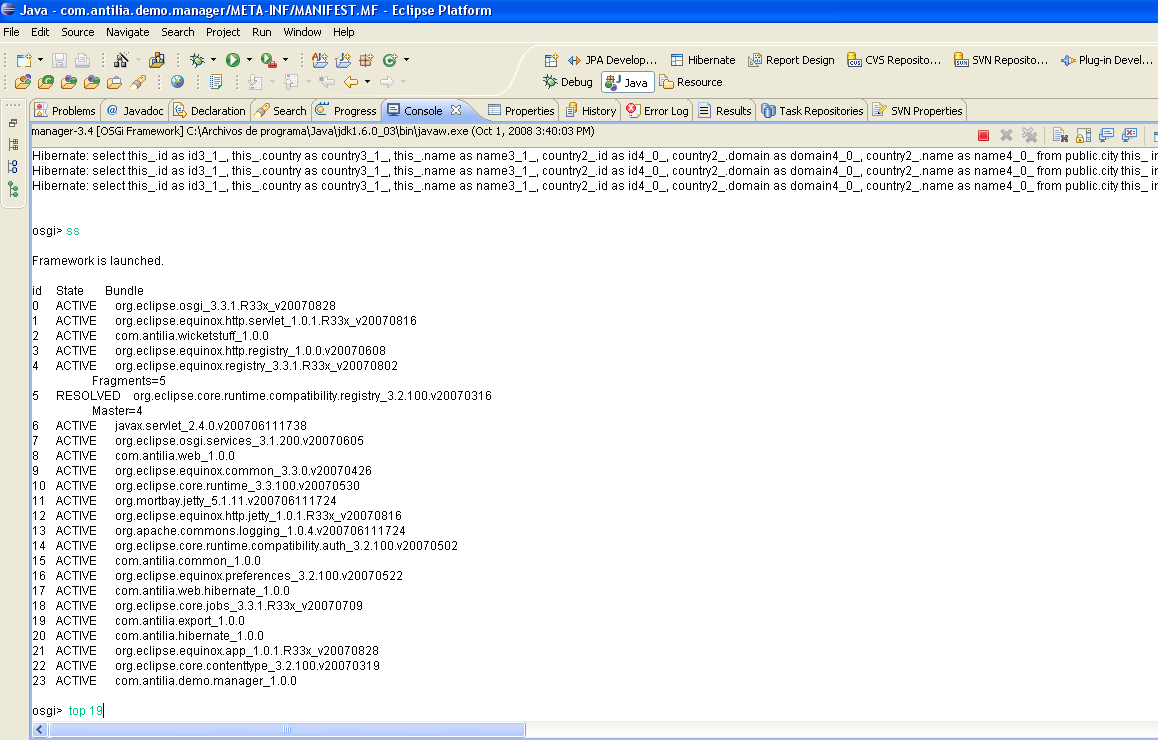 Java - com.antilia.demo.manager/META-INF/MANIFEST.MF - Eclipse Platform
File Edit Source Navigate Search Project Run Window Help
JPA Develop... Hibernate Report Design CVS Reposito... SVN Reposito... Plug-in Devel...
Debug Java Resource
Problems @ Javadoc Declaration Search Progress Console Properties History Error Log Results Task Repositories SVN Properties
manager-3.4 [OSGi Framework] C:\Archivos de programa\Java\jdk1.6.0_03\bin\javaw.exe (Oct 1, 2008 3:40:03 PM)
Hibernate: select this_.id as id3_1_, this_.country as country3_1_, this_.name as name3_1_, country2_.id as id4_0_, country2_.domain as domain4_0_, country2_.name as name4_0_ from public.city this_ in
Hibernate: select this_.id as id3_1_, this_.country as country3_1_, this_.name as name3_1_, country2_.id as id4_0_, country2_.domain as domain4_0_, country2_.name as name4_0_ from public.city this_ in
Hibernate: select this_.id as id3_1_, this_.country as country3_1_, this_.name as name3_1_, country2_.id as id4_0_, country2_.domain as domain4_0_, country2_.name as name4_0_ from public.city this_ in
osgi> ss
Framework is launched.
id State Bundle
0 ACTIVE org.eclipse.osgi_3.3.1.R33x_v20070828
1 ACTIVE org.eclipse.equinox.http.servlet_1.0.1.R33x_v20070816
2 ACTIVE com.antilia.wicketstuff_1.0.0
3 ACTIVE org.eclipse.equinox.http.registry_1.0.0.v20070608
4 ACTIVE org.eclipse.equinox.registry_3.3.1.R33x_v20070802
Fragments=5
5 RESOLVED org.eclipse.core.runtime.compatibility.registry_3.2.100.v20070316
Master=4
6 ACTIVE javax.servlet_2.4.0.v200706111738
7 ACTIVE org.eclipse.osgi.services_3.1.200.v20070605
8 ACTIVE com.antilia.web_1.0.0
9 ACTIVE org.eclipse.equinox.common_3.3.0.v20070426
10 ACTIVE org.eclipse.core.runtime_3.3.100.v20070530
11 ACTIVE org.mortbay.jetty_5.1.11.v200706111724
12 ACTIVE org.eclipse.equinox.http.jetty_1.0.1.R33x_v20070816
13 ACTIVE org.apache.commons.logging_1.0.4.v200706111724
14 ACTIVE org.eclipse.core.runtime.compatibility.auth_3.2.100.v20070502
15 ACTIVE com.antilia.common_1.0.0
16 ACTIVE org.eclipse.equinox.preferences_3.2.100.v20070522
17 ACTIVE com.antilia.web.hibernate_1.0.0
18 ACTIVE org.eclipse.core.jobs_3.3.1.R33x_v20070709
19 ACTIVE com.antilia.export_1.0.0
20 ACTIVE com.antilia.hibernate_1.0.0
21 ACTIVE org.eclipse.equinox.app_1.0.1.R33x_v20070828
22 ACTIVE org.eclipse.core.contenttype_3.2.100.v20070319
23 ACTIVE com.antilia.demo.manager_1.0.0
osgi> top 19